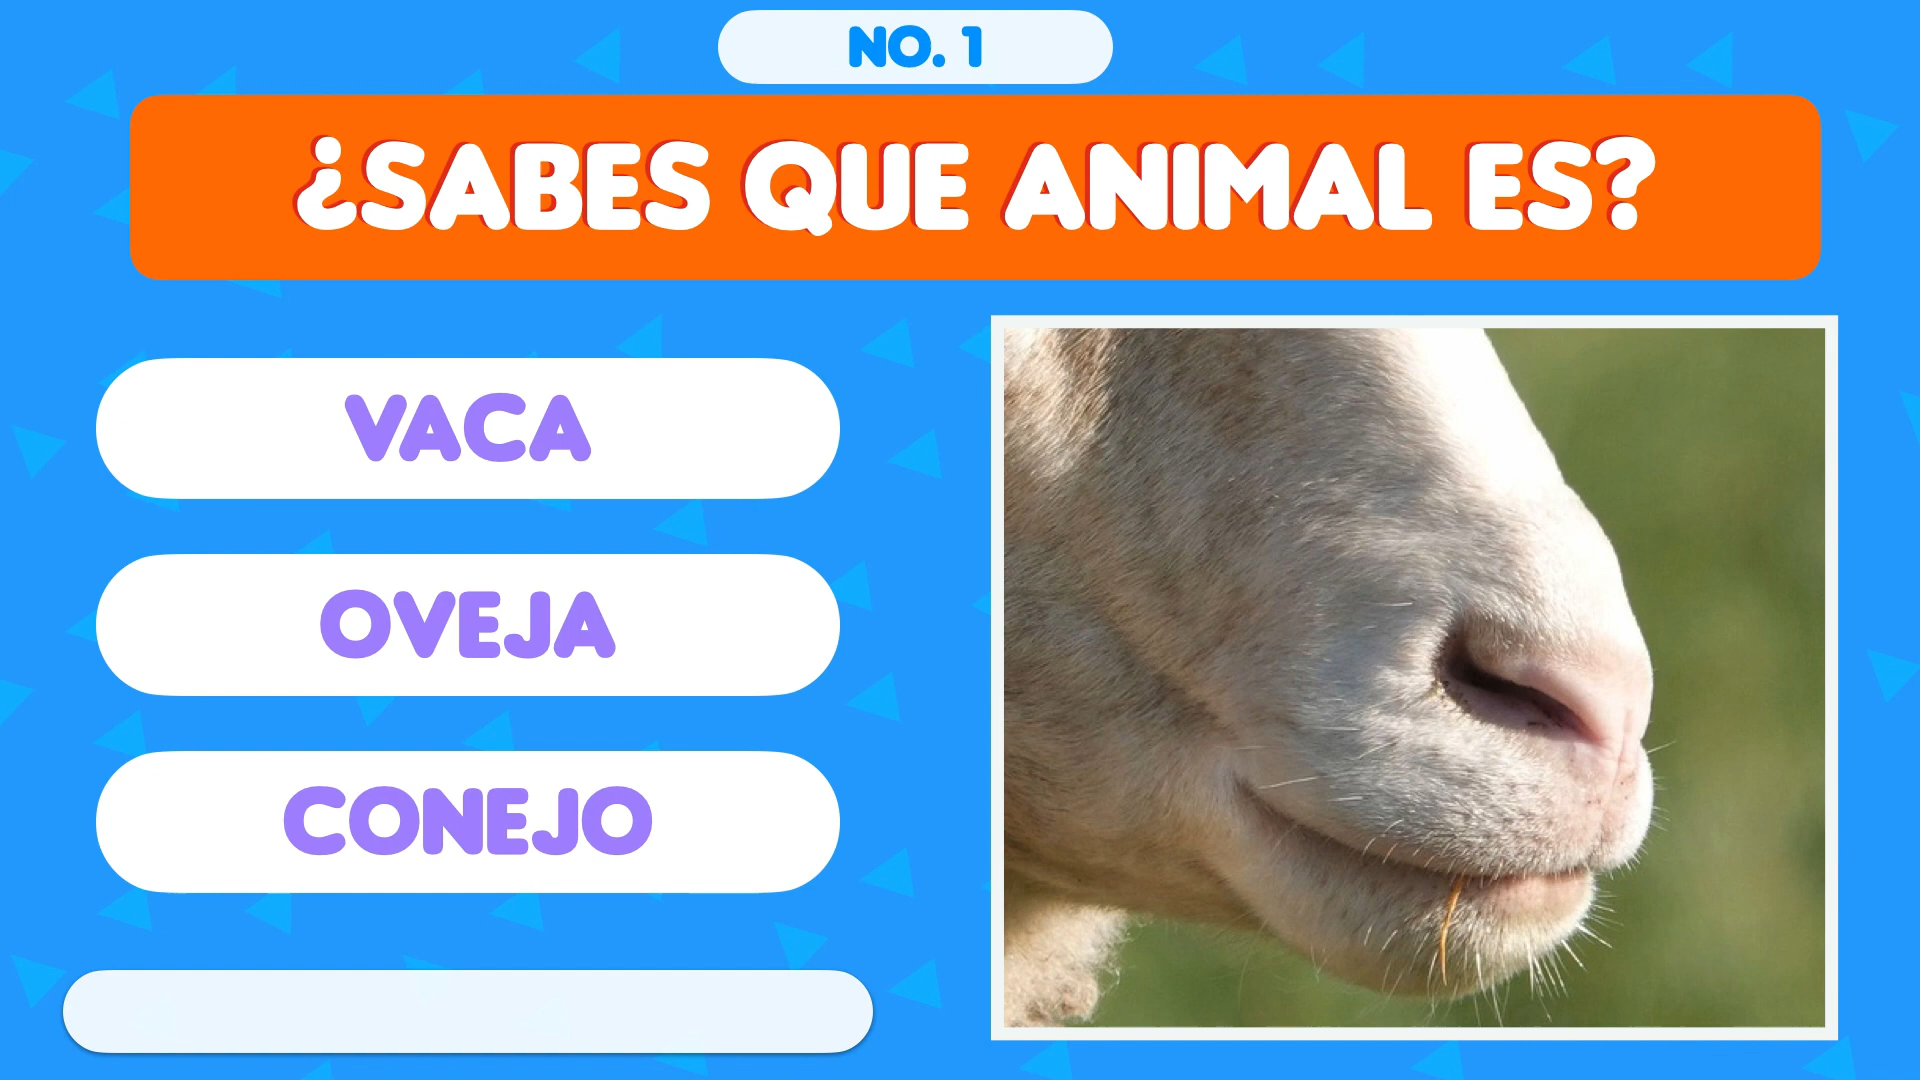 NO. 1
¿SABES QUE ANIMAL ES?
VACA
OVEJA
CONEJO